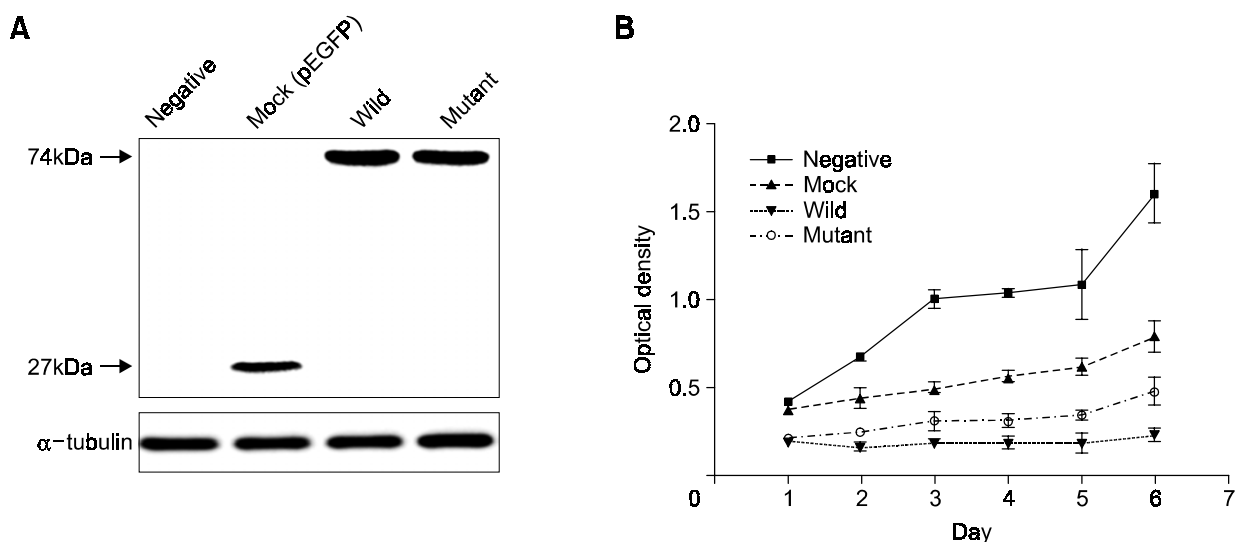 A
Negative
Mock (pEGFP)
Wild
Mutant
74kDa
27kDa
α-tubulin
B
2.0
1.5
1.0
0.5
0
Optical density
Negative
Mock
Wild
Mutant
1 2 3 4 5 6 7
Day